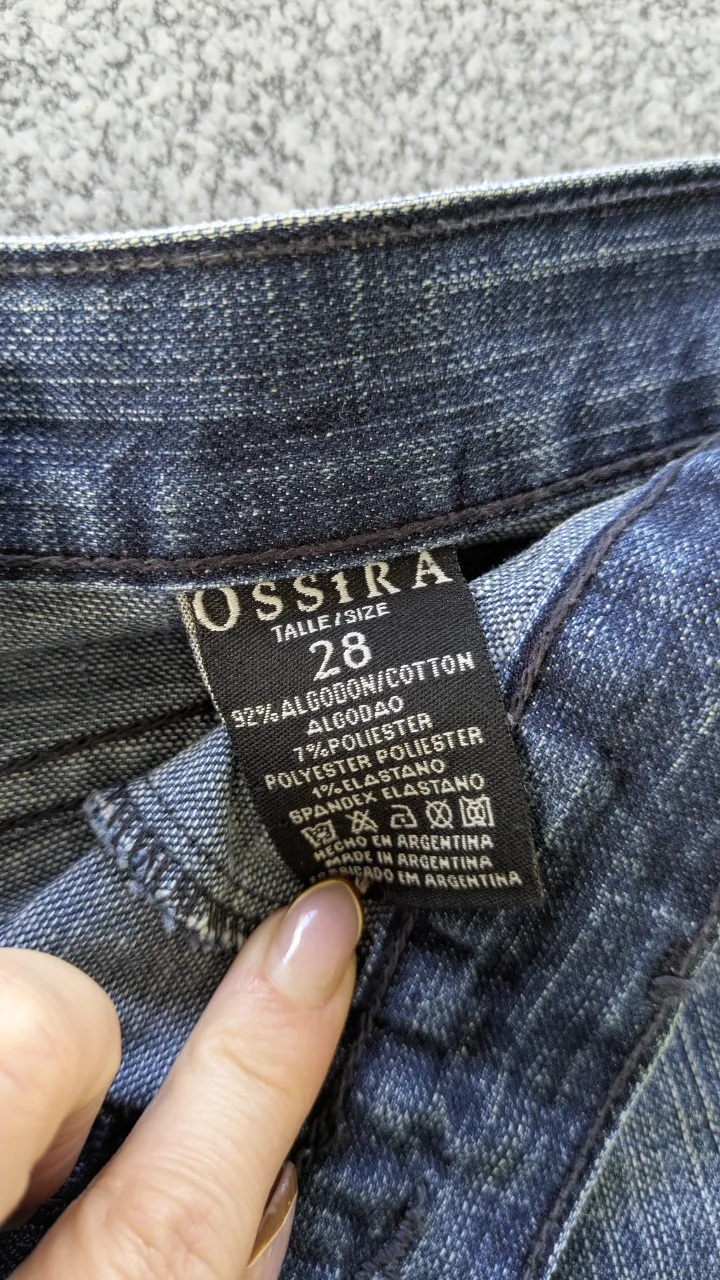 OSSiRA
TALLE / SIZE
28
92% ALGODON/COTTON
ALGODAO
7% POLIESTER
POLYESTER POLIESTER
1% ELASTANO
SPANDEX ELASTANO
HECHO EN ARGENTINA
MADE IN ARGENTINA
EM ARGENTINA